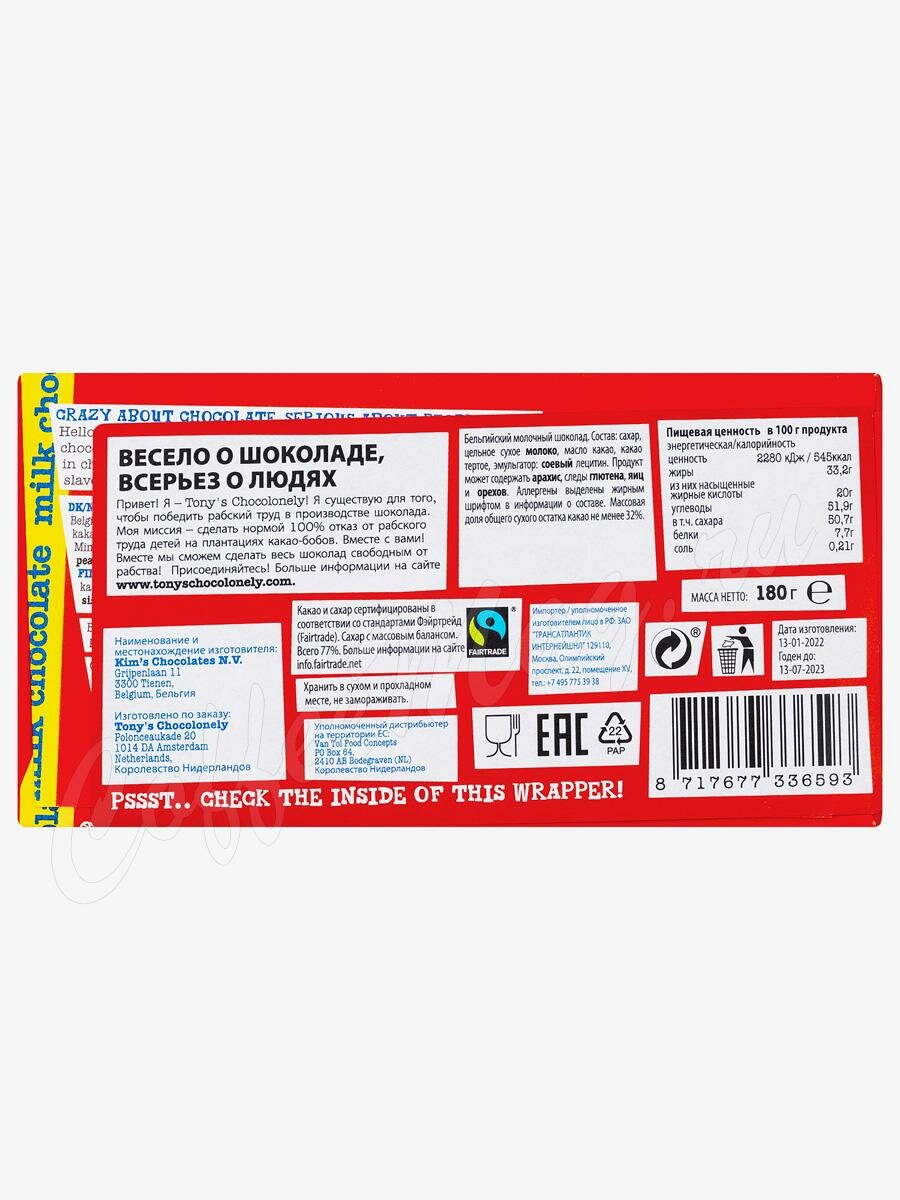 CRAZY ABOUT CHOCOLATE, SERIOUS ABOUT
Hello
choc
in ch
slave
DK/N
Belgi
kaka
Min
pea
FI
ka
si
milk chocolate milk choc
ВЕСЕЛО О ШОКОЛАДЕ,
ВСЕРЬЕЗ О ЛЮДЯХ
Привет! Я – Tony's Chocolonely! Я существую для того,
чтобы победить рабский труд в производстве шоколада.
Моя миссия – сделать нормой 100% отказ от рабского
труда детей на плантациях какао-бобов. Вместе с вами!
Вместе мы сможем сделать весь шоколад свободным от
рабства! Присоединяйтесь! Больше информации на сайте
www.tonyschocolonely.com.
Бельгийский молочный шоколад. Состав: сахар,
цельное сухое молоко, масло какао, какао
тертое, эмульгатор: соевый лецитин. Продукт
может содержать арахис, следы глютена, яиц
и орехов. Аллергены выделены жирным
шрифтом в информации о составе. Массовая
доля общего сухого остатка какао не менее 32%.
Пищевая ценность в 100 г продукта
энергетическая/калорийность
ценность 2280 кДж / 545ккал
жиры 33,2г
из них насыщенные
жирные кислоты 20г
углеводы 51,9г
в т.ч. сахара 50,7г
белки 7,7г
соль 0,21г
МАССА НЕТТО: 180 г ℮
Наименование и
местонахождение изготовителя:
Kim's Chocolates N.V.
Grijpenlaan 11
3300 Tienen,
Belgium, Бельгия
Изготовлено по заказу:
Tony's Chocolonely
Polonceaukade 20
1014 DA Amsterdam
Netherlands,
Королевство Нидерландов
Какао и сахар сертифицированы в
соответствии со стандартами Фэйртрейд
(Fairtrade). Сахар с массовым балансом.
Всего 77%. Больше информации на сайте
info.fairtrade.net
FAIRTRADE
®
Хранить в сухом и прохладном
месте, не замораживать.
Уполномоченный дистрибьютер
на территории ЕС:
Van Tol Food Concepts
PO Box 64,
2410 AB Bodegraven (NL)
Королевство Нидерландов
Импортер / уполномоченное
изготовителем лицо в РФ: ЗАО
"ТРАНСАТЛАНТИК
ИНТЕРНЕЙШНЛ" 129110,
Москва, Олимпийский
проспект, д. 22, помещение XV,
тел.: +7 495 775 39 38
®
Дата изготовления:
13-01-2022
Годен до:
13-07-2023
EAC
22
PAP
8 717677 336593
PSSST.. CHECK THE INSIDE OF THIS WRAPPER!